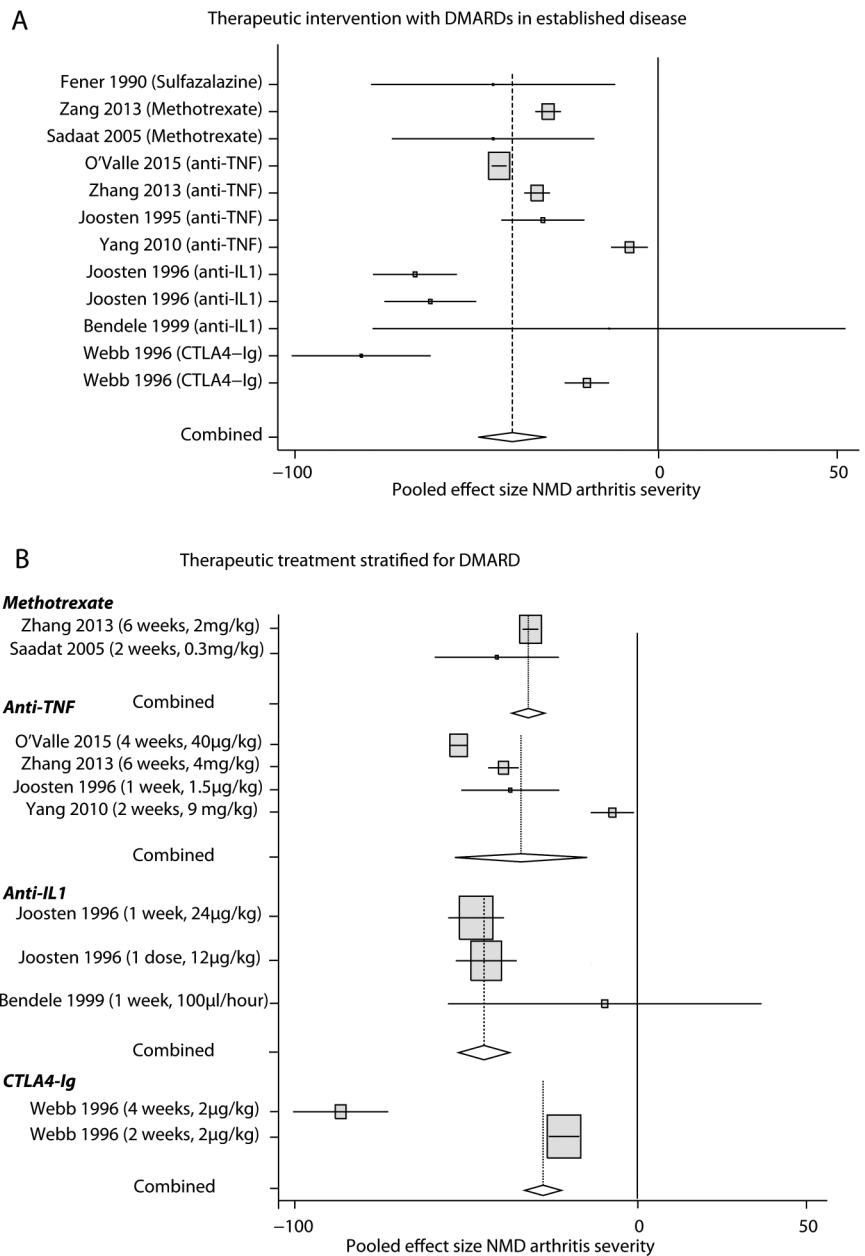 A
Therapeutic intervention with DMARDs in established disease
Fener 1990 (Sulfazalazine)
Zang 2013 (Methotrexate)
Sadaat 2005 (Methotrexate)
O'Valle 2015 (anti-TNF)
Zhang 2013 (anti-TNF)
Joosten 1995 (anti-TNF)
Yang 2010 (anti-TNF)
Joosten 1996 (anti-IL1)
Joosten 1996 (anti-IL1)
Bendele 1999 (anti-IL1)
Webb 1996 (CTLA4−Ig)
Webb 1996 (CTLA4−Ig)
Combined
−100 0 50
Pooled effect size NMD arthritis severity
B
Therapeutic treatment stratified for DMARD
Methotrexate
Zhang 2013 (6 weeks, 2mg/kg)
Saadat 2005 (2 weeks, 0.3mg/kg)
Combined
Anti-TNF
O'Valle 2015 (4 weeks, 40µg/kg)
Zhang 2013 (6 weeks, 4mg/kg)
Joosten 1996 (1 week, 1.5µg/kg)
Yang 2010 (2 weeks, 9 mg/kg)
Combined
Anti-IL1
Joosten 1996 (1 week, 24µg/kg)
Joosten 1996 (1 dose, 12µg/kg)
Bendele 1999 (1 week, 100µl/hour)
Combined
CTLA4-Ig
Webb 1996 (4 weeks, 2µg/kg)
Webb 1996 (2 weeks, 2µg/kg)
Combined
−100 0 50
Pooled effect size NMD arthritis severity